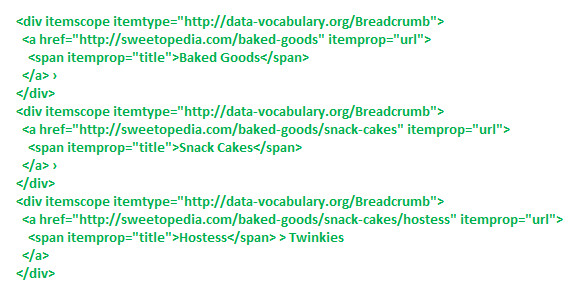 <div itemscope itemtype="http://data-vocabulary.org/Breadcrumb">
<a href="http://sweetopedia.com/baked-goods" itemprop="url">
<span itemprop="title">Baked Goods</span>
</a> ›
</div>
<div itemscope itemtype="http://data-vocabulary.org/Breadcrumb">
<a href="http://sweetopedia.com/baked-goods/snack-cakes" itemprop="url">
<span itemprop="title">Snack Cakes</span>
</a> ›
</div>
<div itemscope itemtype="http://data-vocabulary.org/Breadcrumb">
<a href="http://sweetopedia.com/baked-goods/snack-cakes/hostess" itemprop="url">
<span itemprop="title">Hostess</span> > Twinkies
</a>
</div>